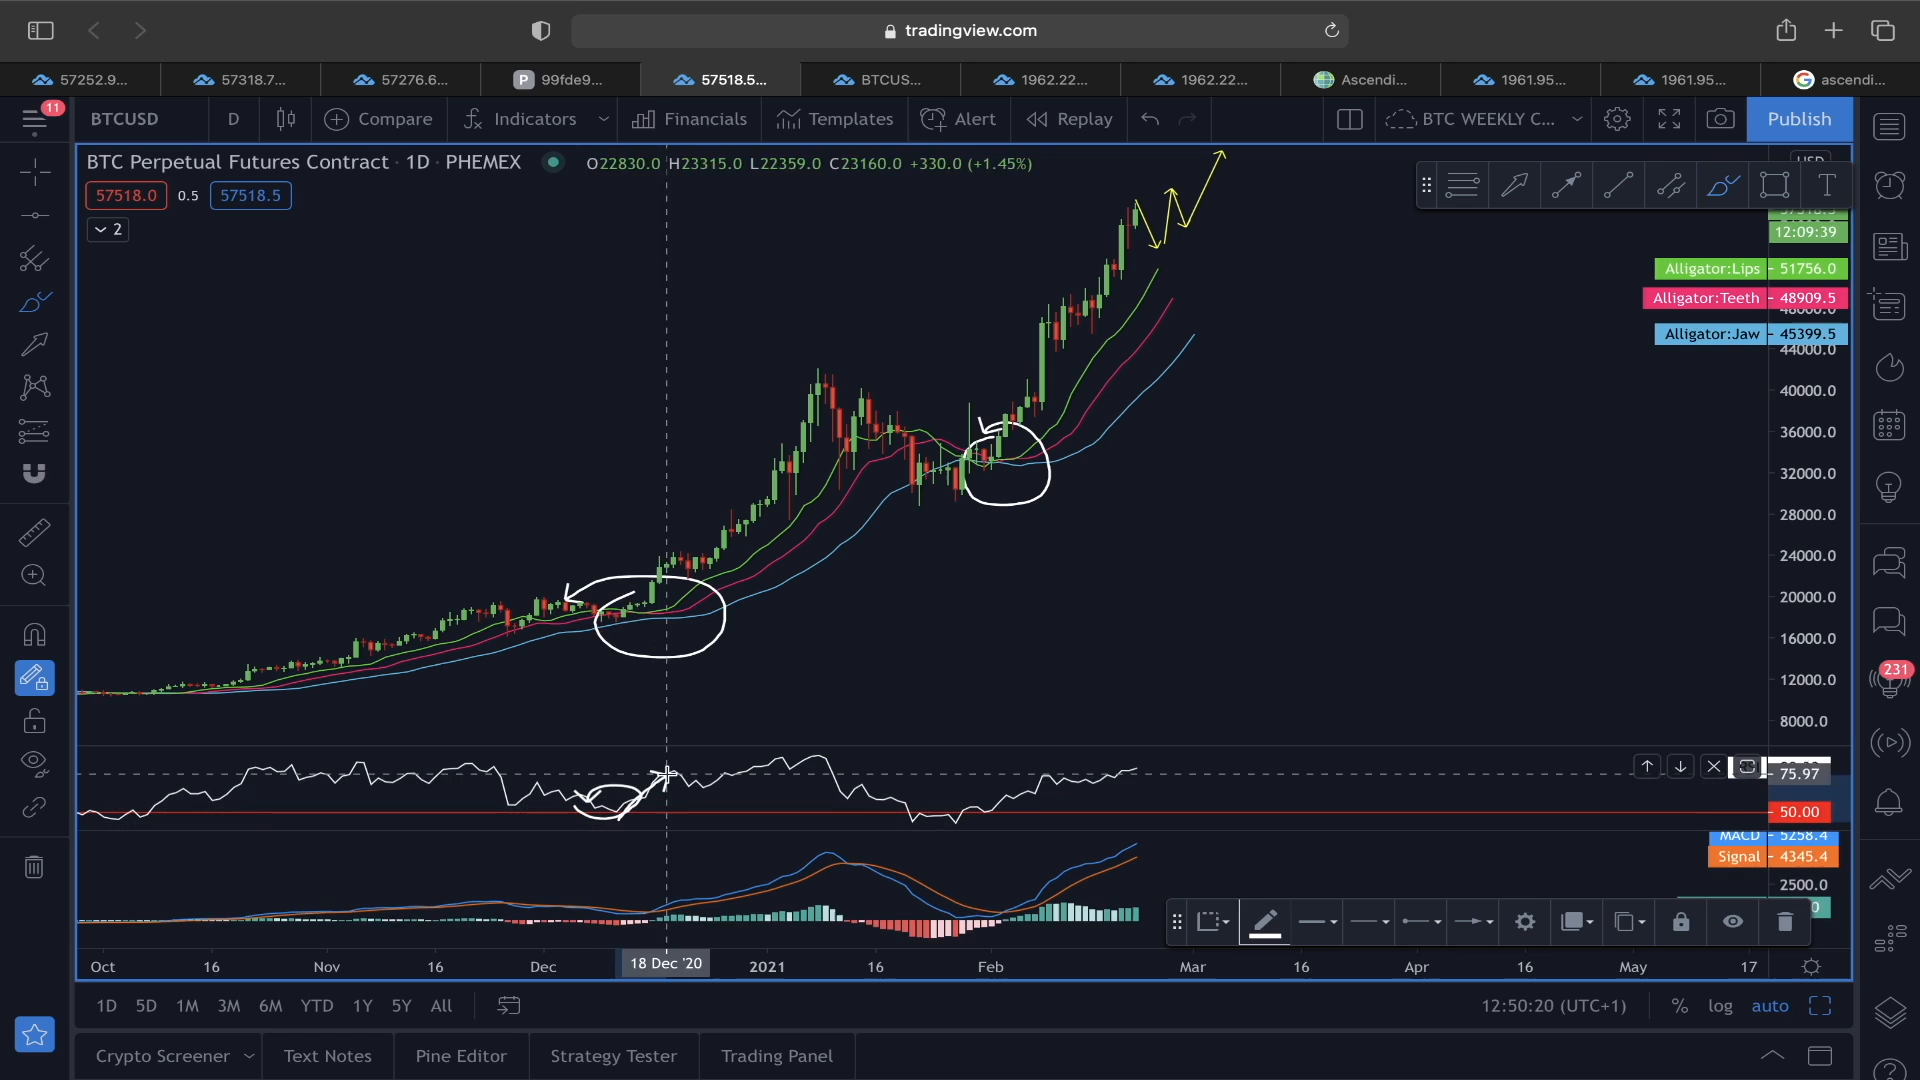 tradingview.com
57252.9...
57318.7...
57276.6...
P 99fde9...
57518.5...
BTCUS...
1962.22...
1962.22...
Ascendi...
1961.95...
1961.95...
G ascendi...
11
BTCUSD D Compare Indicators Financials Templates Alert Replay BTC WEEKLY C... Publish
BTC Perpetual Futures Contract · 1D · PHEMEX O22830.0 H23315.0 L22359.0 C23160.0 +330.0 (+1.45%)
57518.0 0.5 57518.5
2
T
12:09:39
Alligator:Lips 51756.0
Alligator:Teeth 48909.5
48000.0
Alligator:Jaw 45399.5
44000.0
40000.0
36000.0
32000.0
28000.0
24000.0
20000.0
16000.0
12000.0
8000.0
231
75.97
50.00
MACD 5258.4
Signal 4345.4
2500.0
0
Oct 16 Nov 16 Dec 18 Dec '20 2021 16 Feb Mar 16 Apr 16 May 17
1D 5D 1M 3M 6M YTD 1Y 5Y All 12:50:20 (UTC+1) % log auto
Crypto Screener Text Notes Pine Editor Strategy Tester Trading Panel